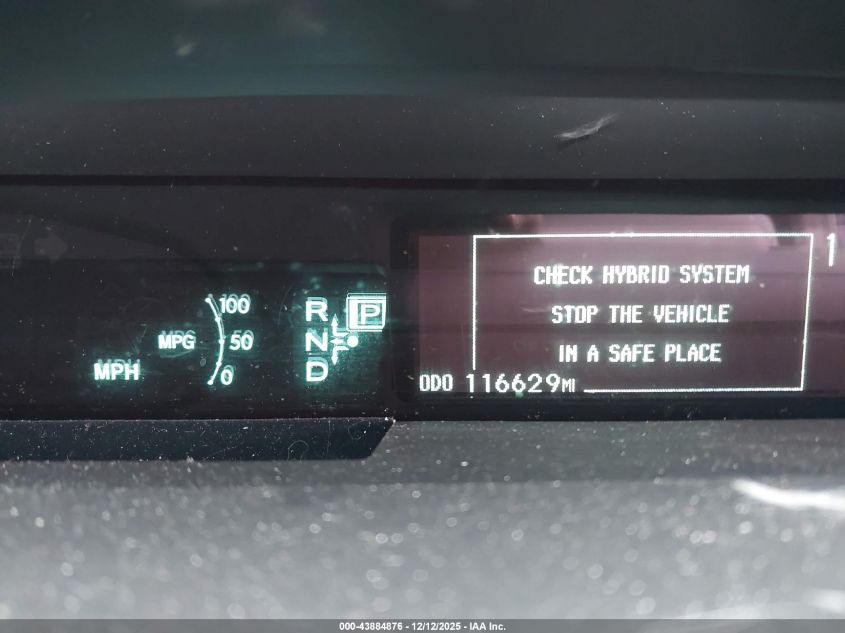 100
MPG 50
MPH
0
R P
N
D
CHECK HYBRID SYSTEM
STOP THE VEHICLE
IN A SAFE PLACE
ODO 116629MI
1
000-43884876 - 12/12/2025 - IAA Inc.